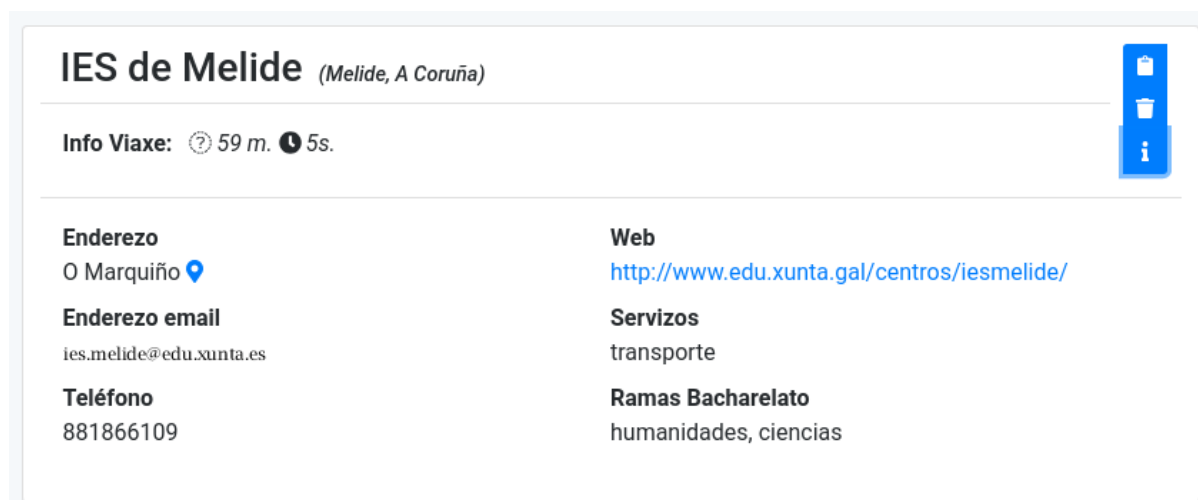 IES de Melide (Melide, A Coruña)
Info Viaxe: 59 m. 5s.
Enderezo
O Marquiño
Enderezo email
ies.melide@edu.xunta.es
Teléfono
881866109
Web
http://www.edu.xunta.gal/centros/iesmelide/
Servizos
transporte
Ramas Bacharelato
humanidades, ciencias